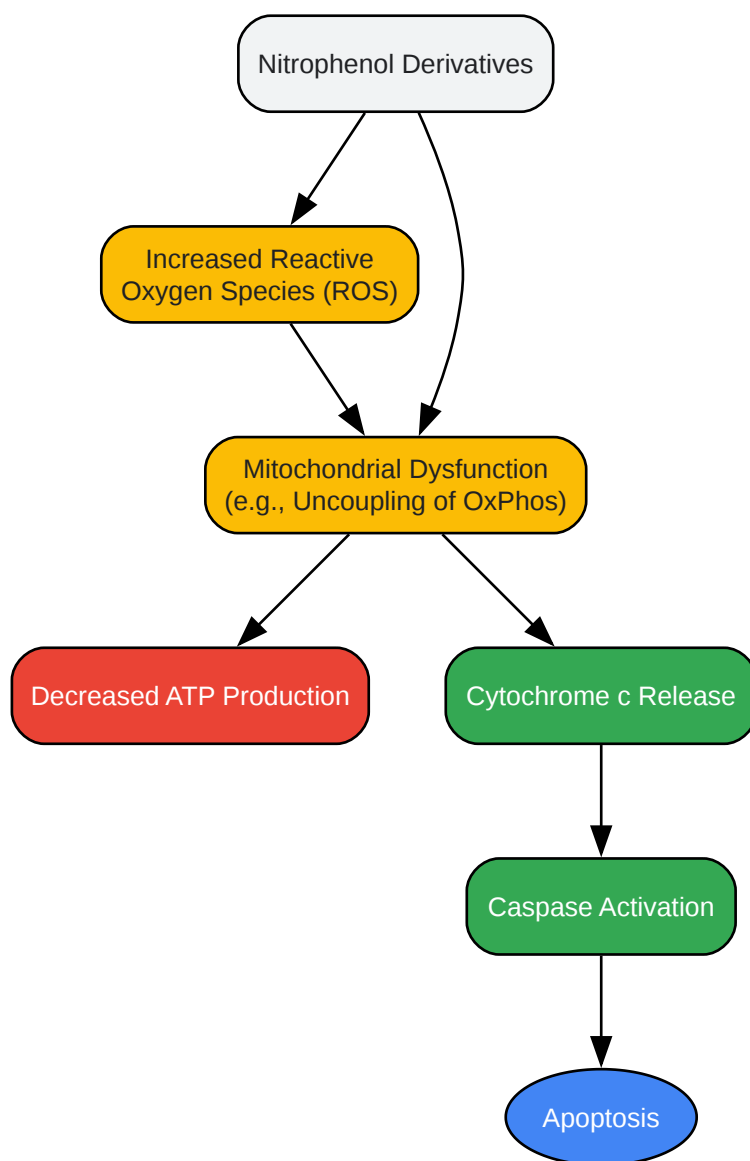 Nitrophenol Derivatives
Increased Reactive
Oxygen Species (ROS)
Mitochondrial Dysfunction
(e.g., Uncoupling of OxPhos)
Decreased ATP Production
Cytochrome c Release
Caspase Activation
Apoptosis